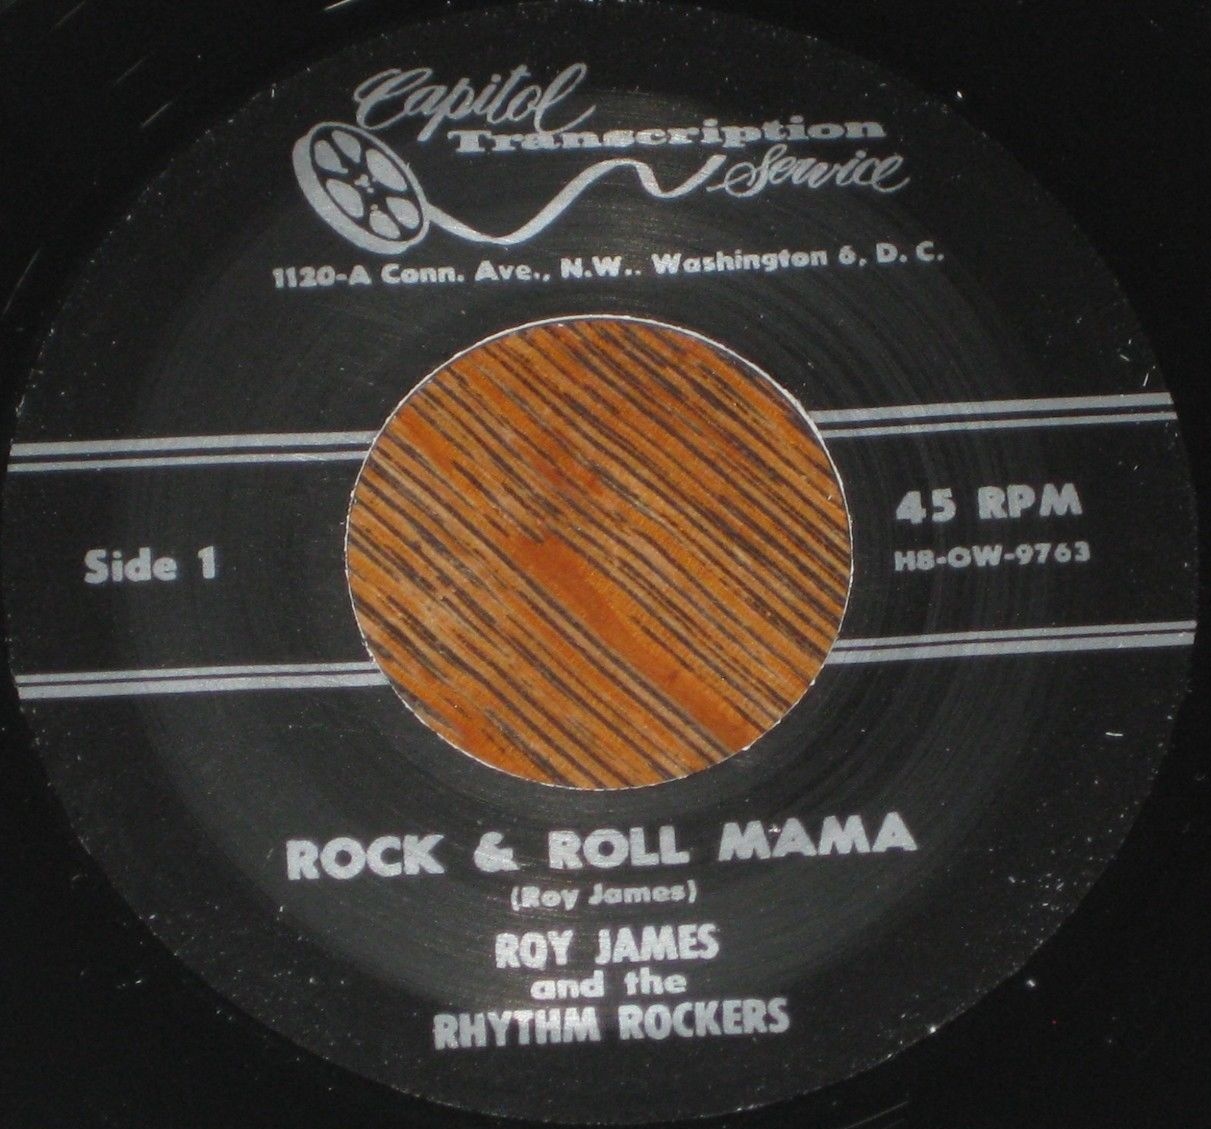 Capitol
Transcription
Service
1120-A Conn. Ave., N.W.. Washington 6, D. C.
Side 1
45 RPM
H8-OW-9763
ROCK & ROLL MAMA
(Roy James)
ROY JAMES
and the
RHYTHM ROCKERS